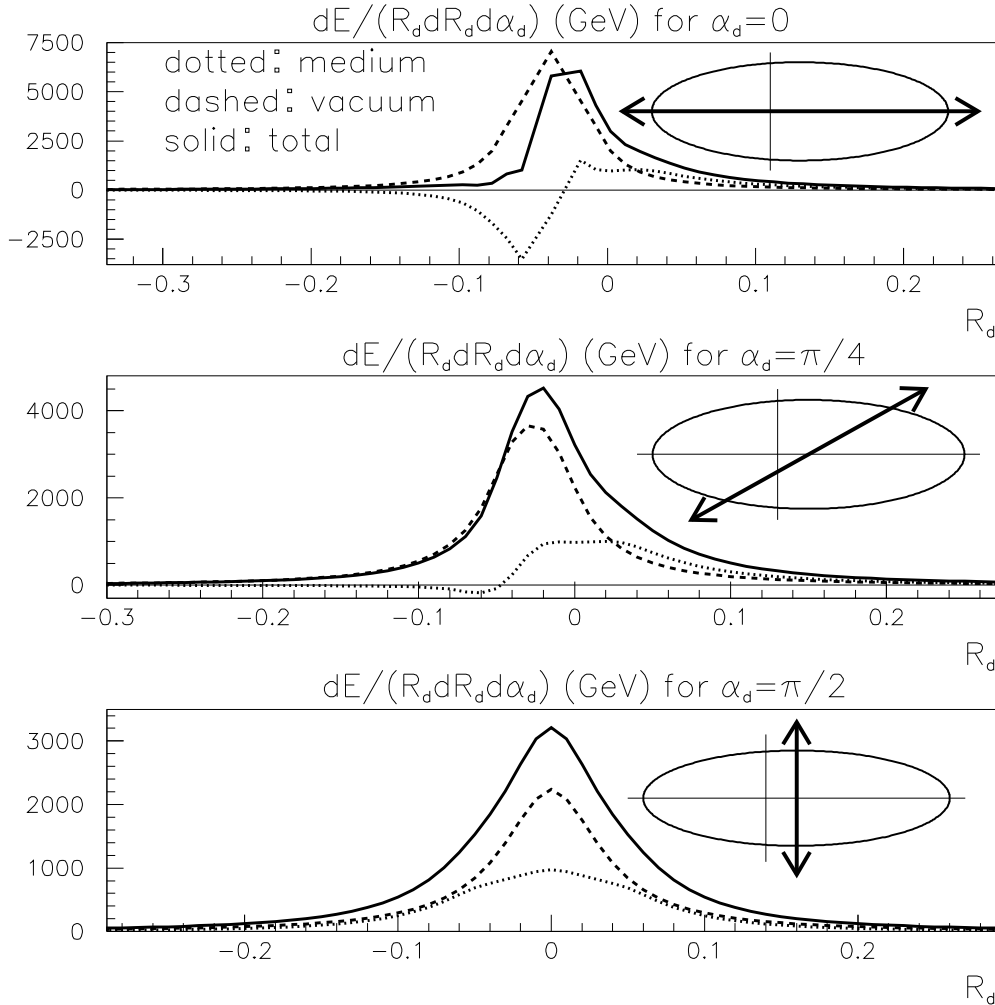 dE/(R_d dR_d dα_d) (GeV) for α_d=0
7500
dotted: medium
5000
dashed: vacuum
2500
solid: total
0
−2500
−0.3 −0.2 −0.1 0 0.1 0.2
R_d
dE/(R_d dR_d dα_d) (GeV) for α_d=π/4
4000
2000
0
−0.3 −0.2 −0.1 0 0.1 0.2
R_d
dE/(R_d dR_d dα_d) (GeV) for α_d=π/2
3000
2000
1000
0
−0.2 −0.1 0 0.1 0.2
R_d